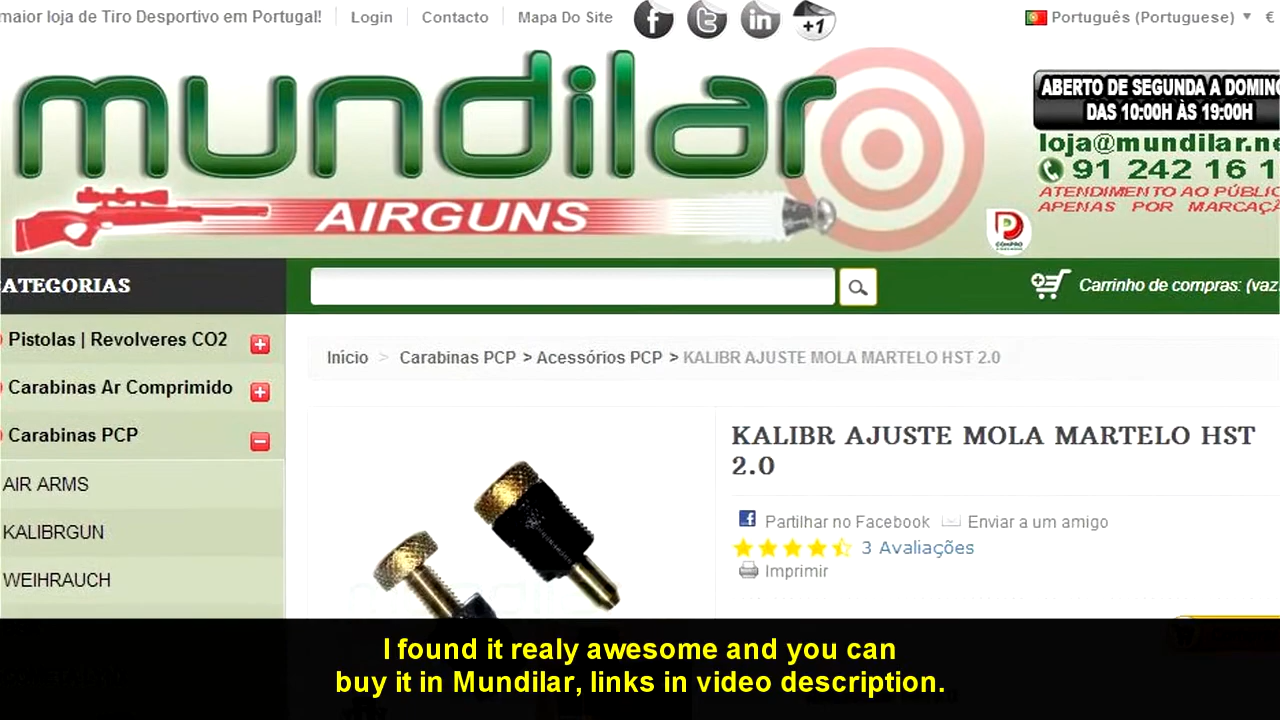 maior loja de Tiro Desportivo em Portugal! Login Contacto Mapa Do Site f t in +1 Português (Portuguese) €
mundilar
AIRGUNS
ABERTO DE SEGUNDA A DOMIN
DAS 10:00H ÀS 19:00H
loja@mundilar.ne
91 242 16 1
ATENDIMENTO AO PÚBLIC
APENAS POR MARCAÇÃ
ATEGORIAS
Carrinho de compras: (vaz
Pistolas | Revolveres CO2
Carabinas Ar Comprimido
Carabinas PCP
AIR ARMS
KALIBRGUN
WEIHRAUCH
Início > Carabinas PCP > Acessórios PCP > KALIBR AJUSTE MOLA MARTELO HST 2.0
KALIBR AJUSTE MOLA MARTELO HST
2.0
Partilhar no Facebook Enviar a um amigo
3 Avaliações
Imprimir
I found it realy awesome and you can
buy it in Mundilar, links in video description.